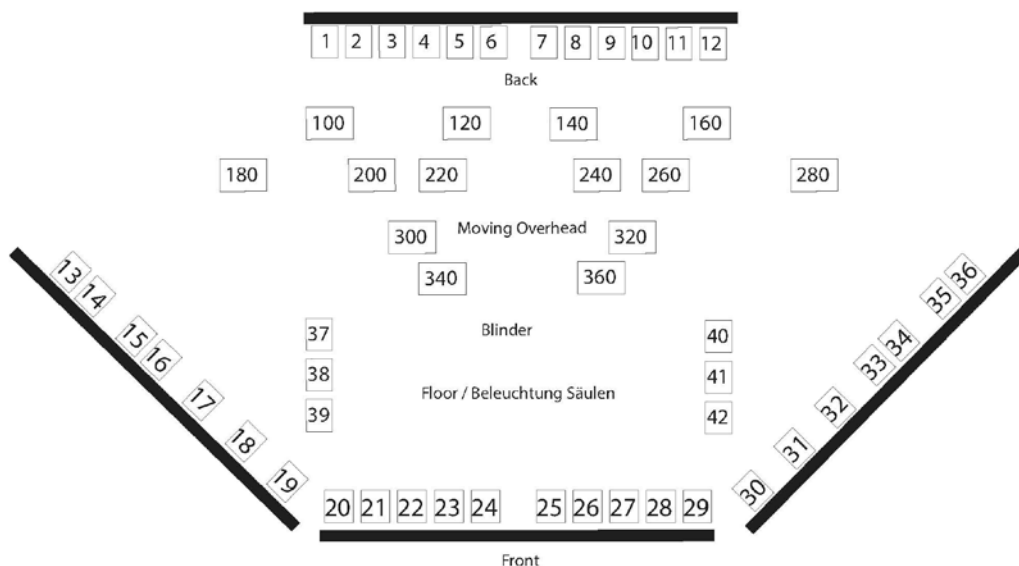 1 2 3 4 5 6 7 8 9 10 11 12
Back
100 120 140 160
180 200 220 240 260 280
Moving Overhead
300 320
340 360
13 14 15 16 17 18 19
36 35 34 33 32 31 30
Blinder
37 40
38 41
Floor / Beleuchtung Säulen
39 42
20 21 22 23 24 25 26 27 28 29
Front